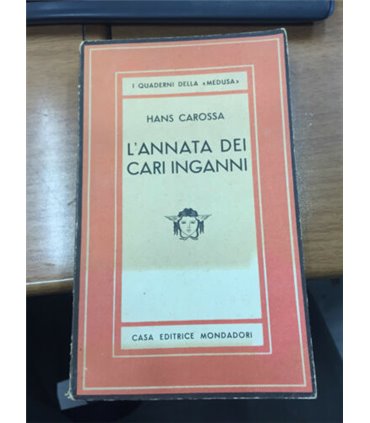 I QUADERNI DELLA «MEDUSA»
HANS CAROSSA
L'ANNATA DEI
CARI INGANNI
CASA EDITRICE MONDADORI